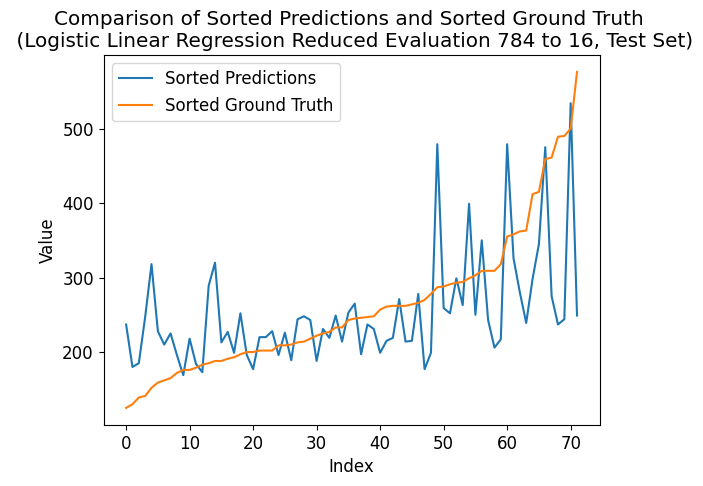 Comparison of Sorted Predictions and Sorted Ground Truth
(Logistic Linear Regression Reduced Evaluation 784 to 16, Test Set)
Sorted Predictions
Sorted Ground Truth
500
400
300
200
Value
0 10 20 30 40 50 60 70
Index